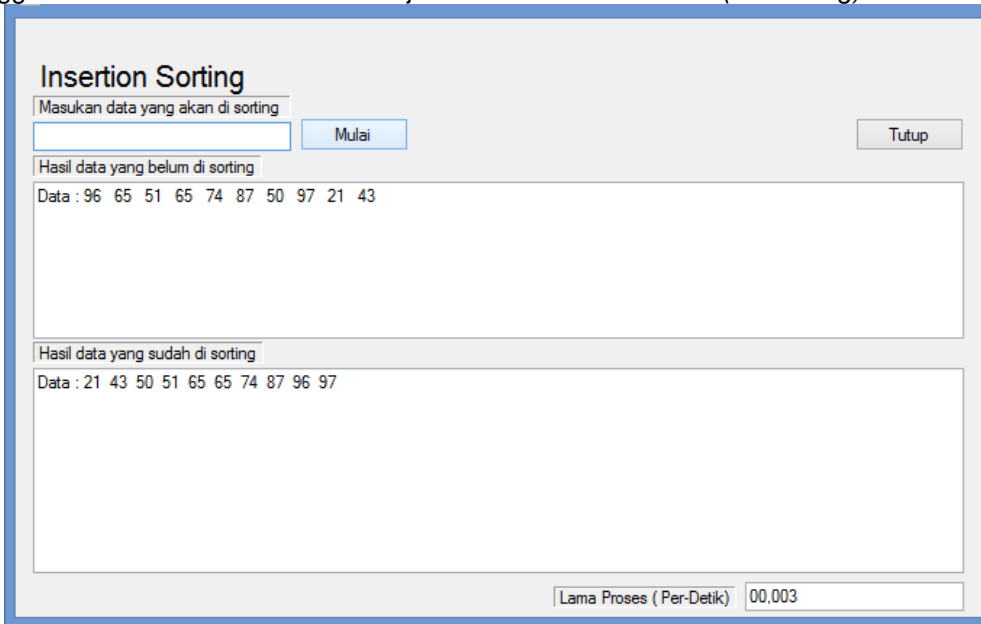 Insertion Sorting
Masukan data yang akan di sorting
Mulai Tutup
Hasil data yang belum di sorting
Data : 96 65 51 65 74 87 50 97 21 43
Hasil data yang sudah di sorting
Data : 21 43 50 51 65 65 74 87 96 97
Lama Proses ( Per-Detik) 00,003